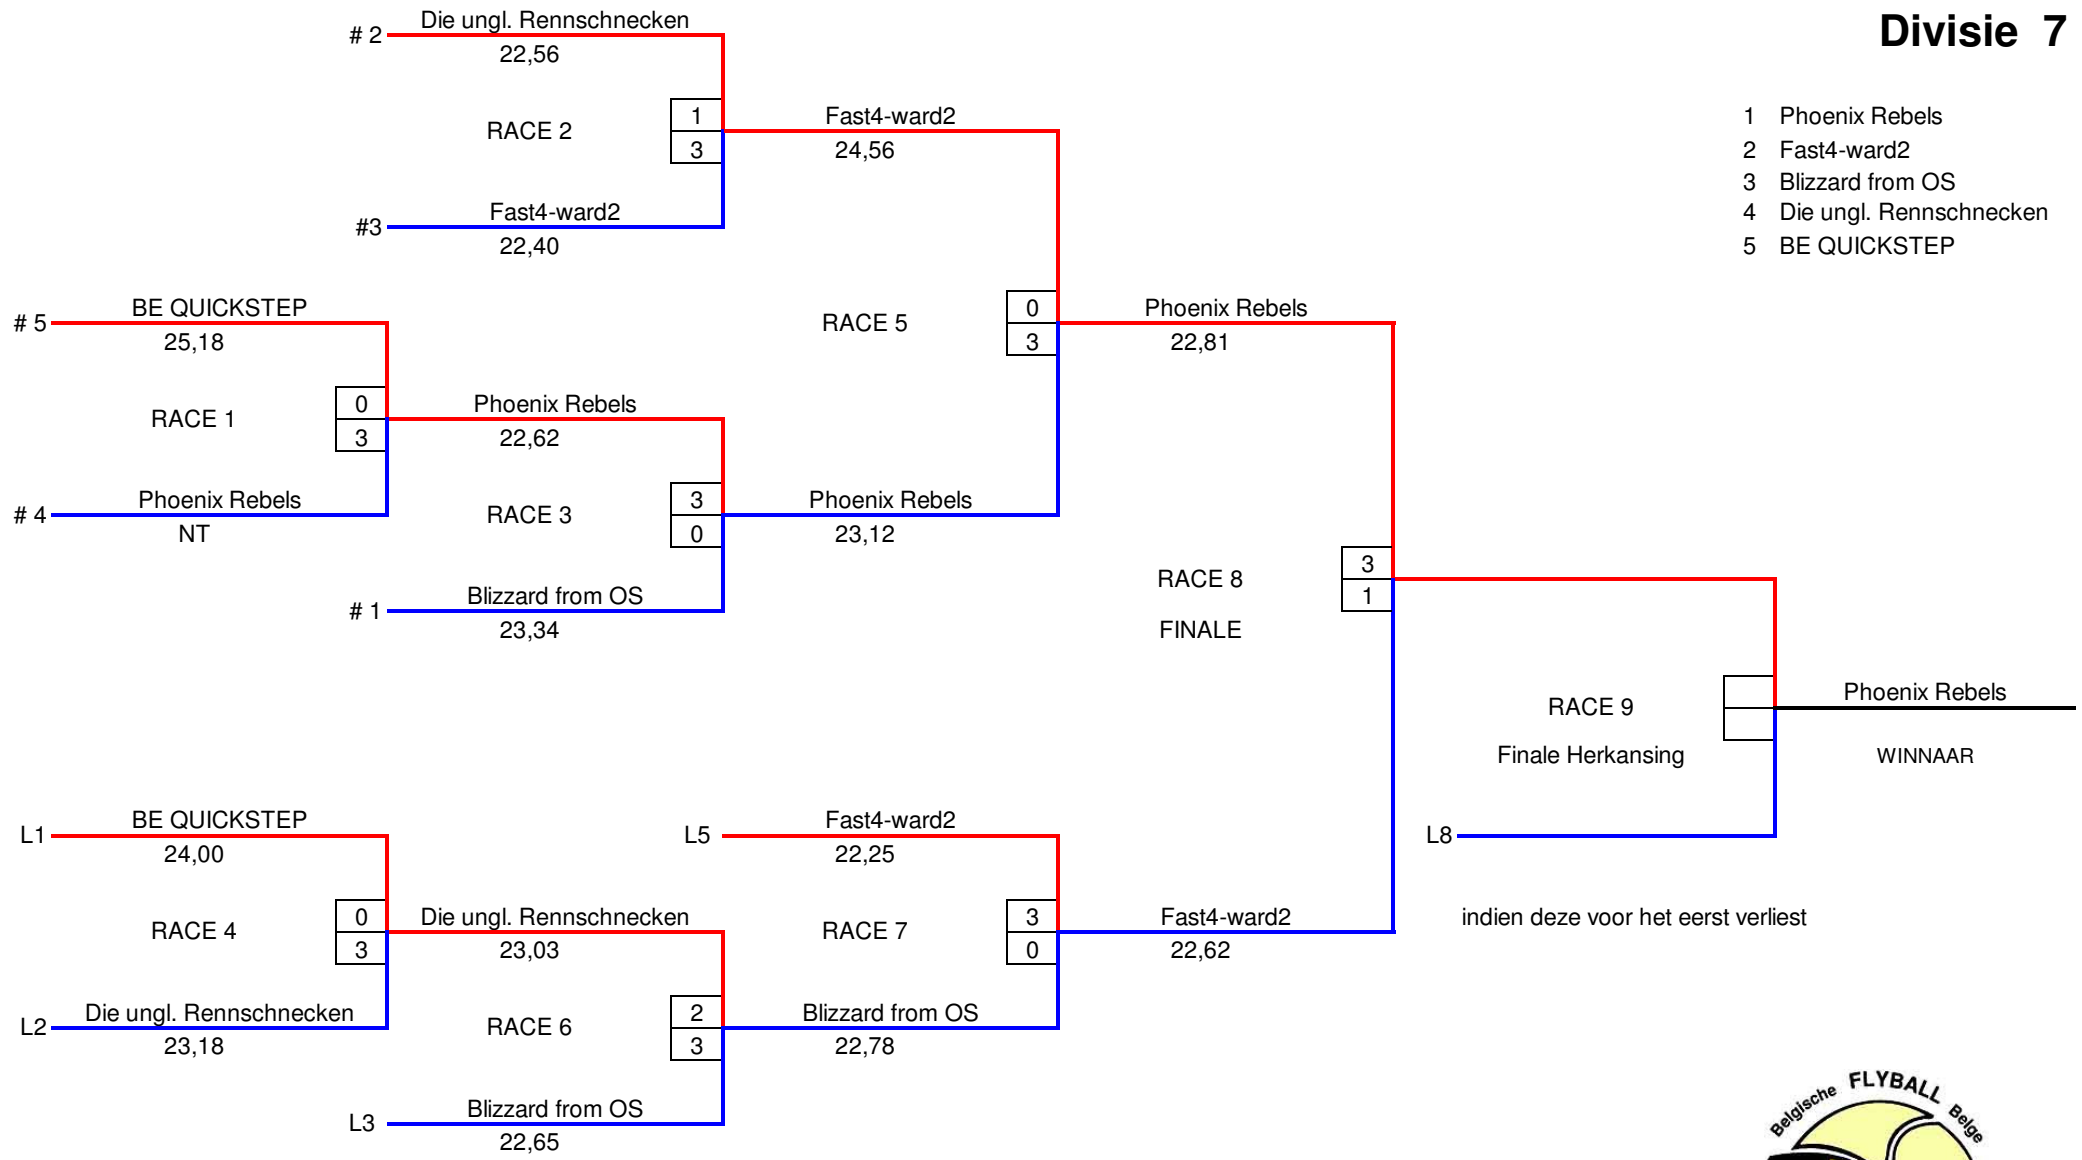 Divisie 7
1 Phoenix Rebels
2 Fast4-ward2
3 Blizzard from OS
4 Die ungl. Rennschnecken
5 BE QUICKSTEP
# 2
Die ungl. Rennschnecken
22,56
RACE 2
1
3
#3
Fast4-ward2
22,40
Fast4-ward2
24,56
# 5
BE QUICKSTEP
25,18
RACE 1
0
3
# 4
Phoenix Rebels
NT
Phoenix Rebels
22,62
RACE 3
3
0
# 1
Blizzard from OS
23,34
RACE 5
0
3
Phoenix Rebels
23,12
Phoenix Rebels
22,81
RACE 8
FINALE
3
1
RACE 9
Finale Herkansing
Phoenix Rebels
WINNAAR
L8
indien deze voor het eerst verliest
L1
BE QUICKSTEP
24,00
RACE 4
0
3
L2
Die ungl. Rennschnecken
23,18
Die ungl. Rennschnecken
23,03
RACE 6
2
3
L3
Blizzard from OS
22,65
L5
Fast4-ward2
22,25
RACE 7
3
0
Blizzard from OS
22,78
Fast4-ward2
22,62
Belgische FLYBALL Belge